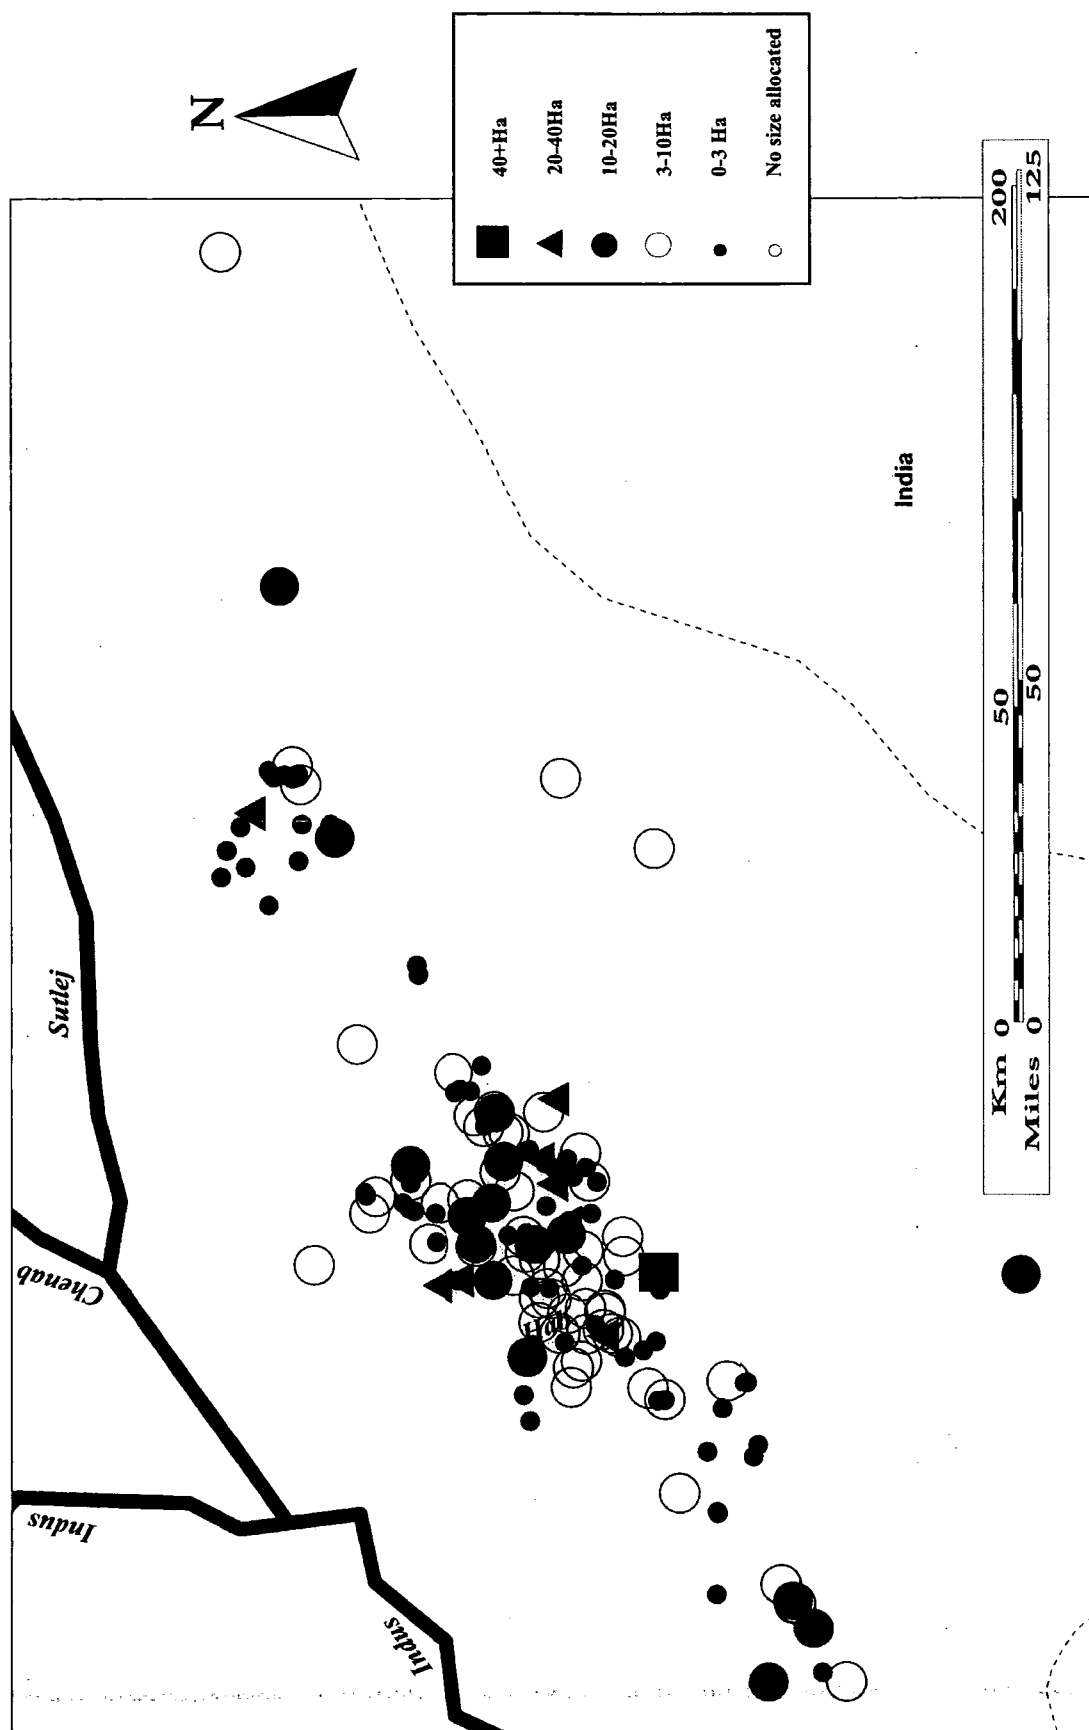 N
40+Ha
20-40Ha
10-20Ha
3-10Ha
0-3 Ha
No size allocated
Sutlej
Chenab
Indus
Indus
India
Km 0 50 200
Miles 0 50 125